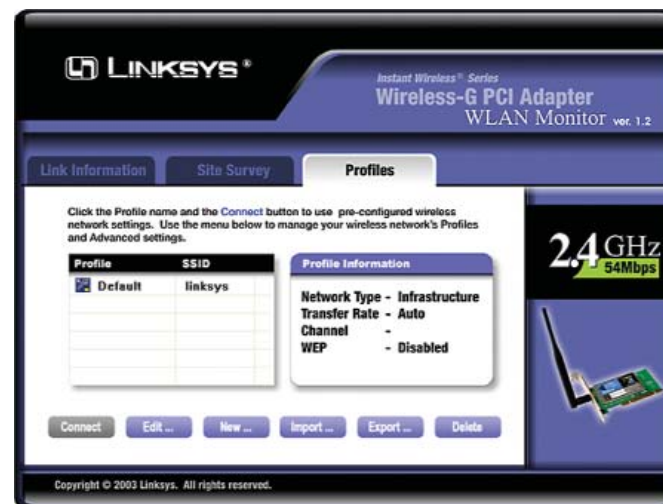 LINKSYS®
Instant Wireless® Series
Wireless-G PCI Adapter
WLAN Monitor ver. 1.2
Link Information Site Survey Profiles
Click the Profile name and the Connect button to use pre-configured wireless
network settings. Use the menu below to manage your wireless network's Profiles
and Advanced settings.
Profile SSID
Default linksys
Profile Information
Network Type - Infrastructure
Transfer Rate - Auto
Channel -
WEP - Disabled
2.4 GHz
54Mbps
Connect Edit ... New ... Import ... Export ... Delete
Copyright © 2003 Linksys. All rights reserved.